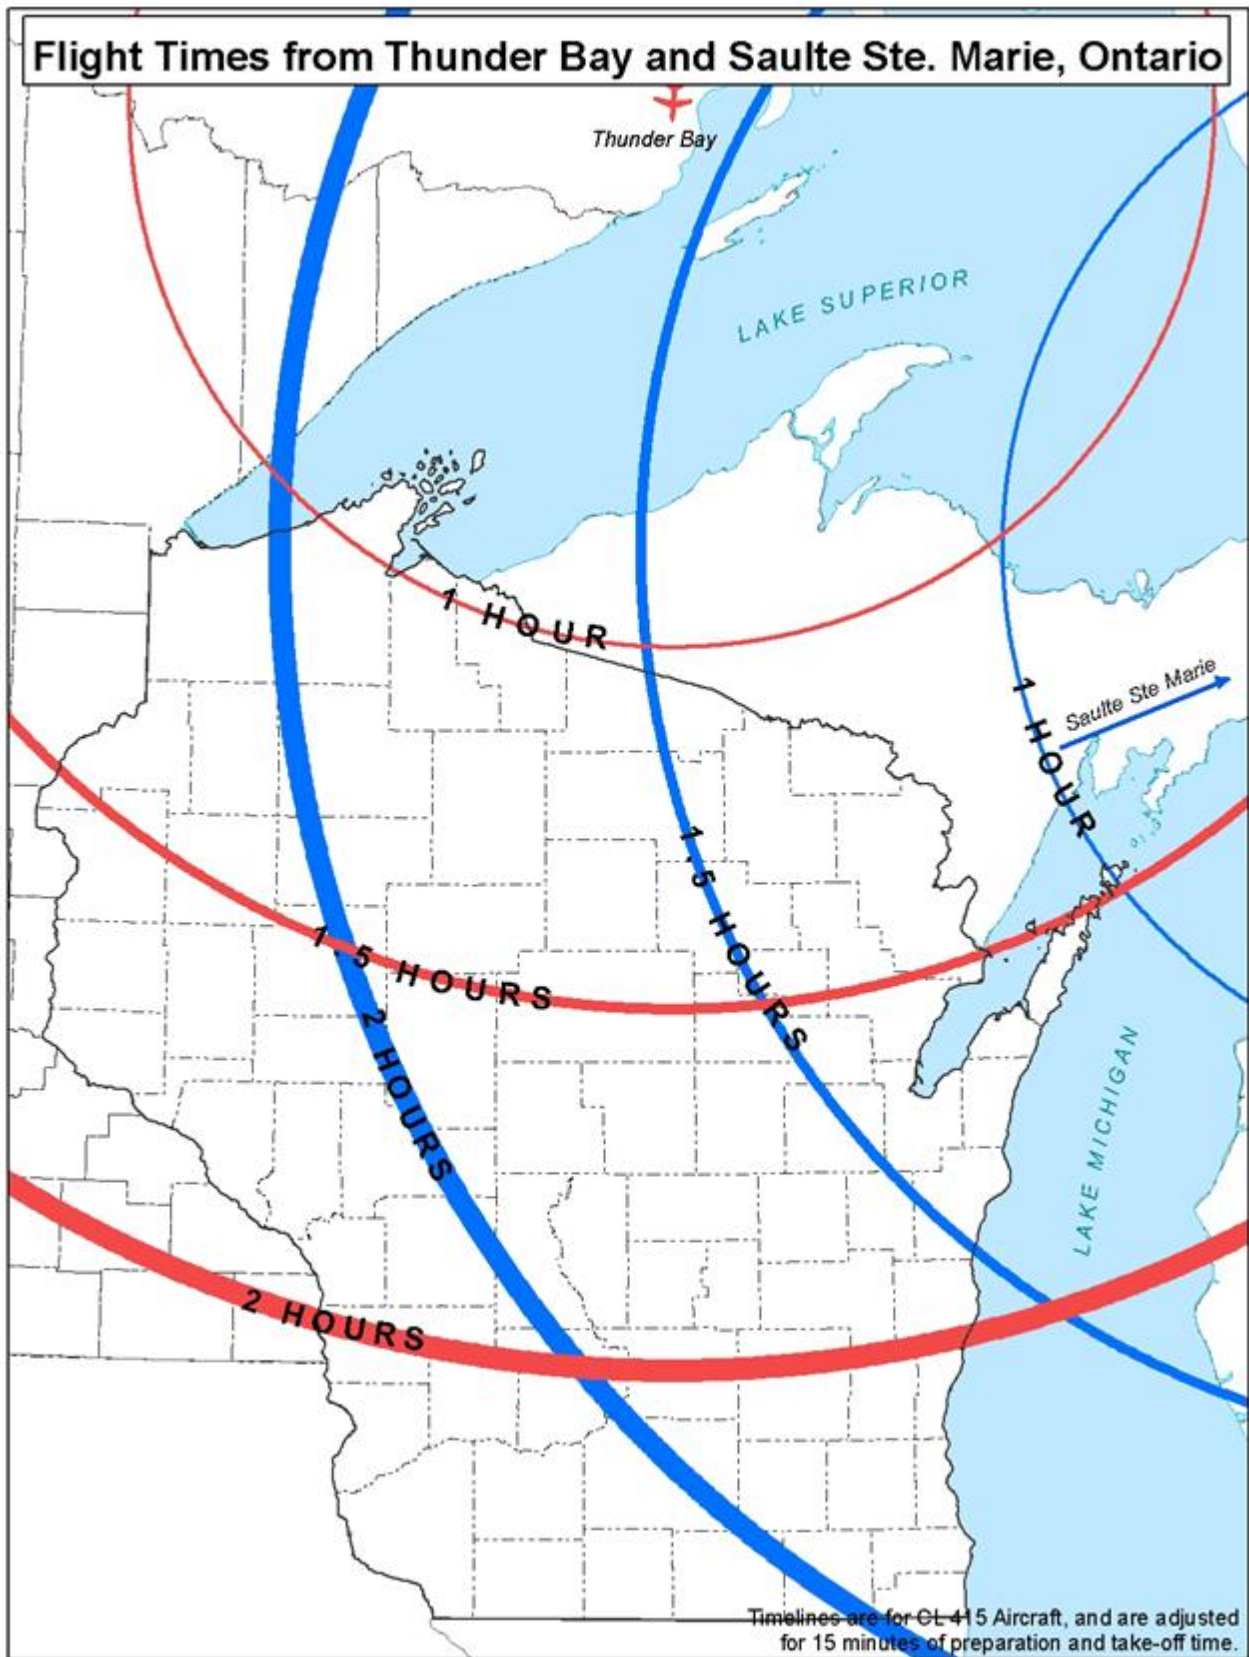 Flight Times from Thunder Bay and Saulte Ste. Marie, Ontario
Thunder Bay
LAKE SUPERIOR
1 HOUR
Saulte Ste Marie
1 HOUR
1.5 HOURS
1.5 HOURS
2 HOURS
LAKE MICHIGAN
2 HOURS
Timelines are for CL 415 Aircraft, and are adjusted
for 15 minutes of preparation and take-off time.